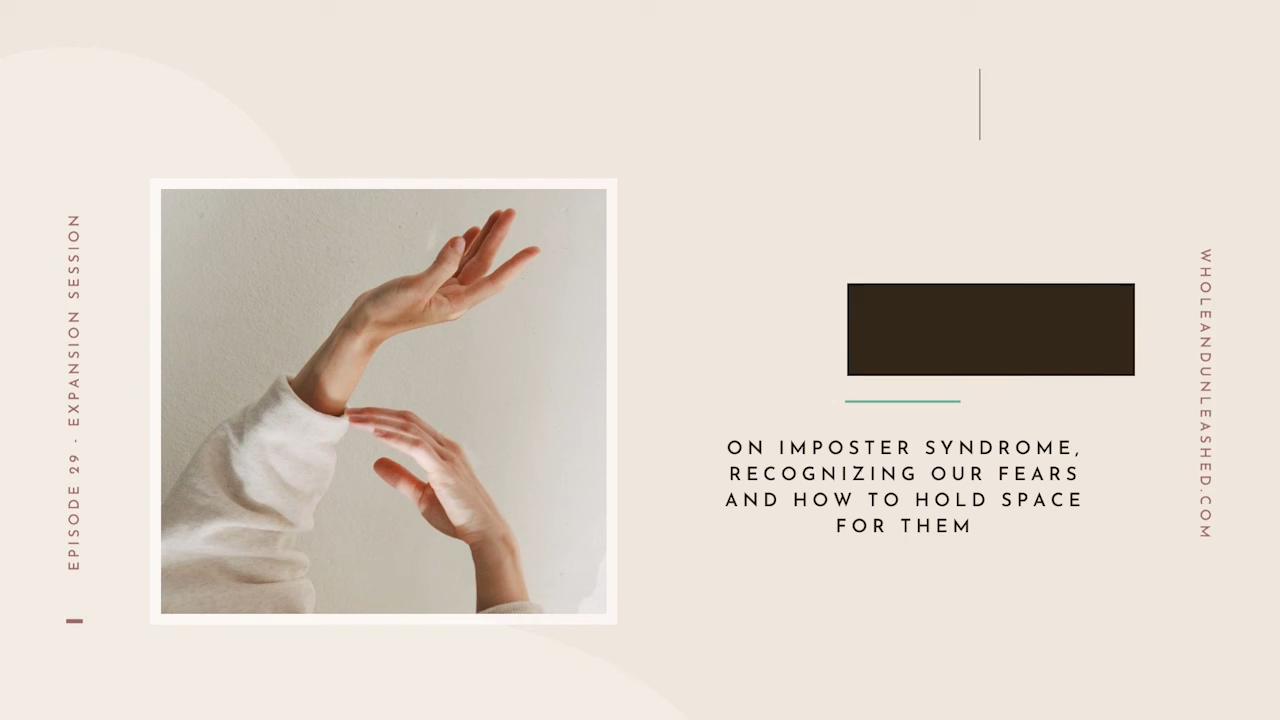 EPISODE 29 - EXPANSION SESSION
ON IMPOSTER SYNDROME,
RECOGNIZING OUR FEARS
AND HOW TO HOLD SPACE
FOR THEM
WHOLEANDUNLEASHED.COM